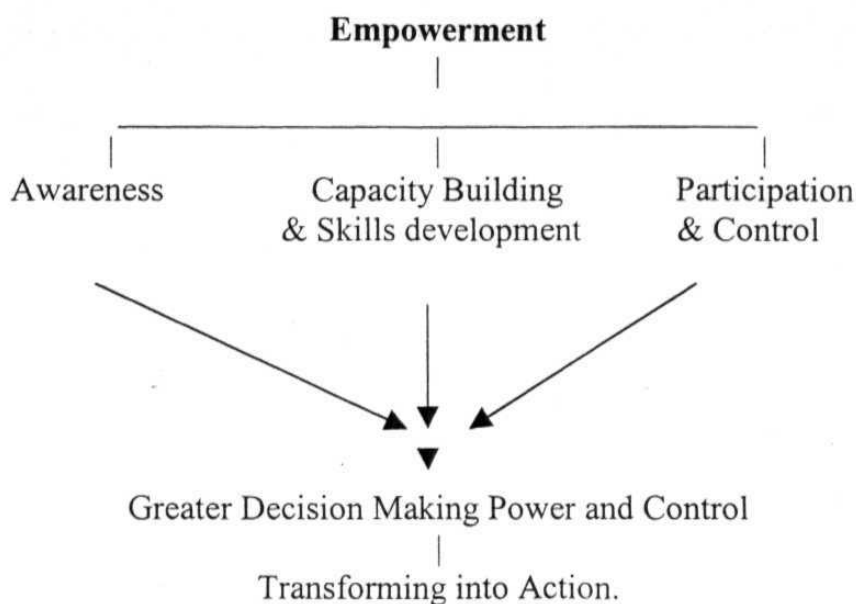 Empowerment
Awareness
Capacity Building
& Skills development
Participation
& Control
Greater Decision Making Power and Control
Transforming into Action.